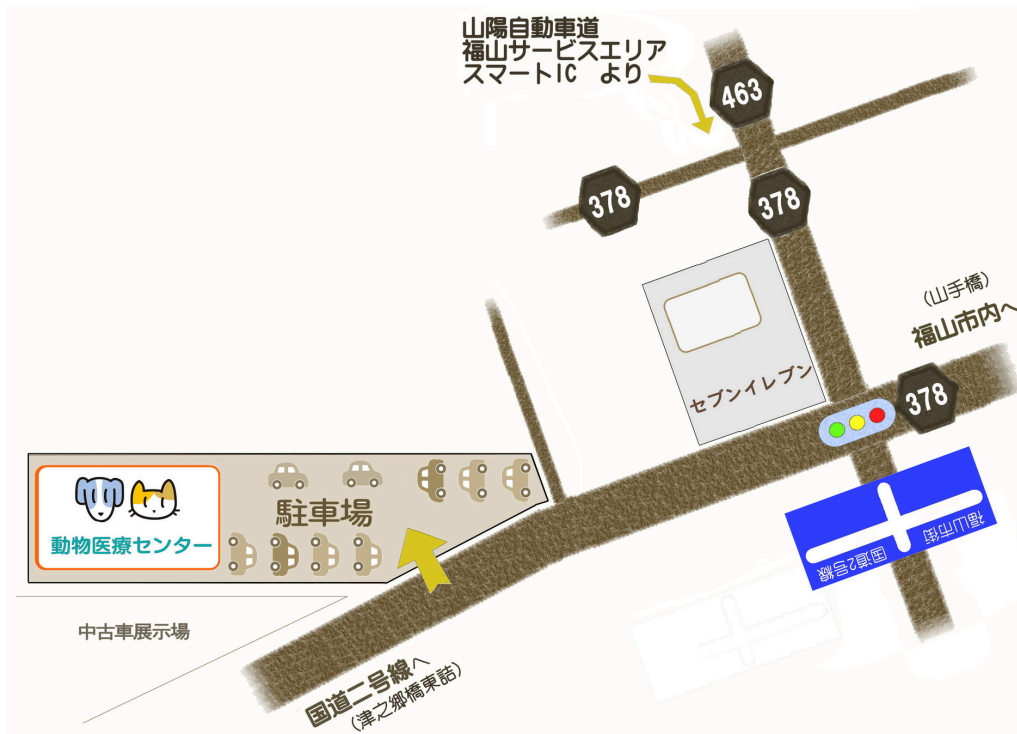 山陽自動車道
福山サービスエリア
スマートIC より
463
378
378
(山手橋)
福山市内へ
378
セブンイレブン
福山市街
国道2号線
駐車場
動物医療センター
中古車展示場
国道二号線へ
(津之郷橋東詰)